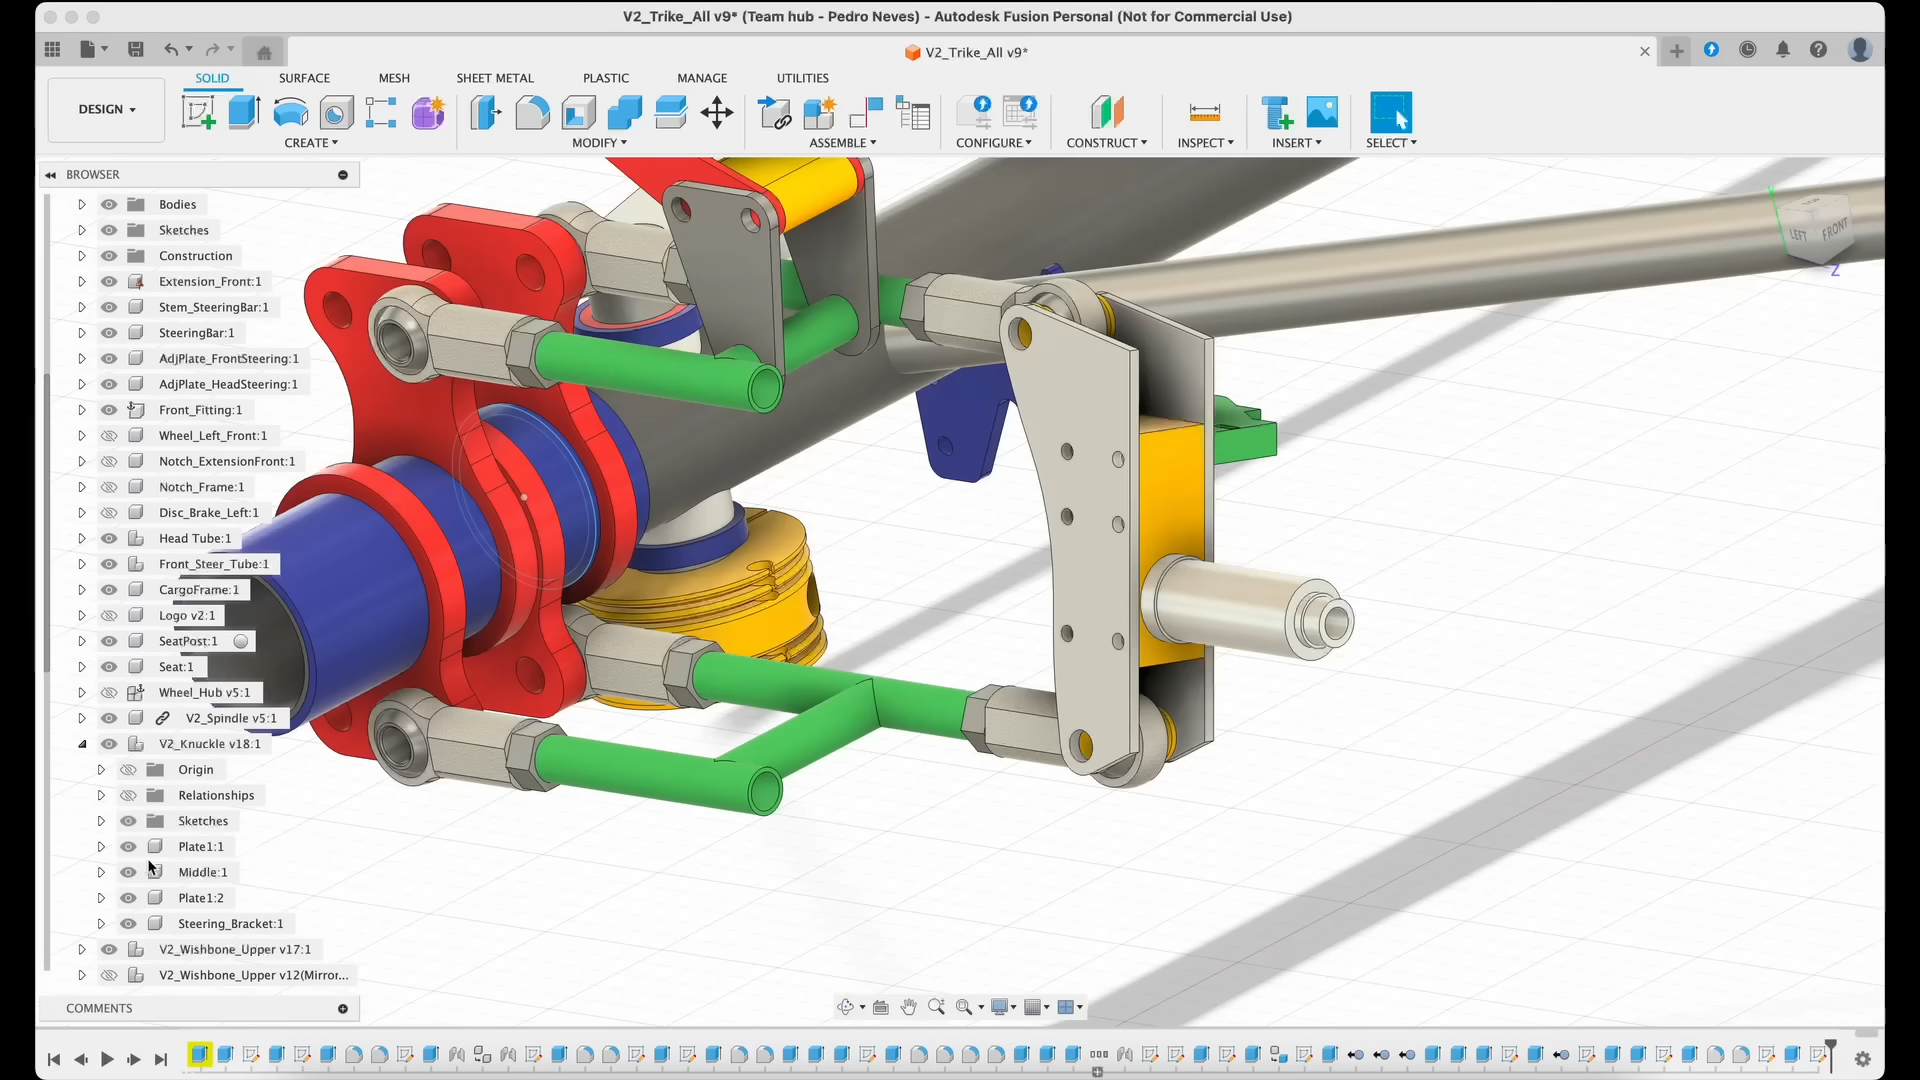 V2_Trike_All v9* (Team hub - Pedro Neves) - Autodesk Fusion Personal (Not for Commercial Use)
V2_Trike_All v9*
SOLID SURFACE MESH SHEET METAL PLASTIC MANAGE UTILITIES
DESIGN
CREATE MODIFY ASSEMBLE CONFIGURE CONSTRUCT INSPECT INSERT SELECT
BROWSER
Bodies
Sketches
Construction
Extension_Front:1
Stem_SteeringBar:1
SteeringBar:1
AdjPlate_FrontSteering:1
AdjPlate_HeadSteering:1
Front_Fitting:1
Wheel_Left_Front:1
Notch_ExtensionFront:1
Notch_Frame:1
Disc_Brake_Left:1
Head Tube:1
Front_Steer_Tube:1
CargoFrame:1
Logo v2:1
SeatPost:1
Seat:1
Wheel_Hub v5:1
V2_Spindle v5:1
V2_Knuckle v18:1
Origin
Relationships
Sketches
Plate1:1
Middle:1
Plate1:2
Steering_Bracket:1
V2_Wishbone_Upper v17:1
V2_Wishbone_Upper v12(Mirror...
COMMENTS
TOP
LEFT FRONT
Y
Z